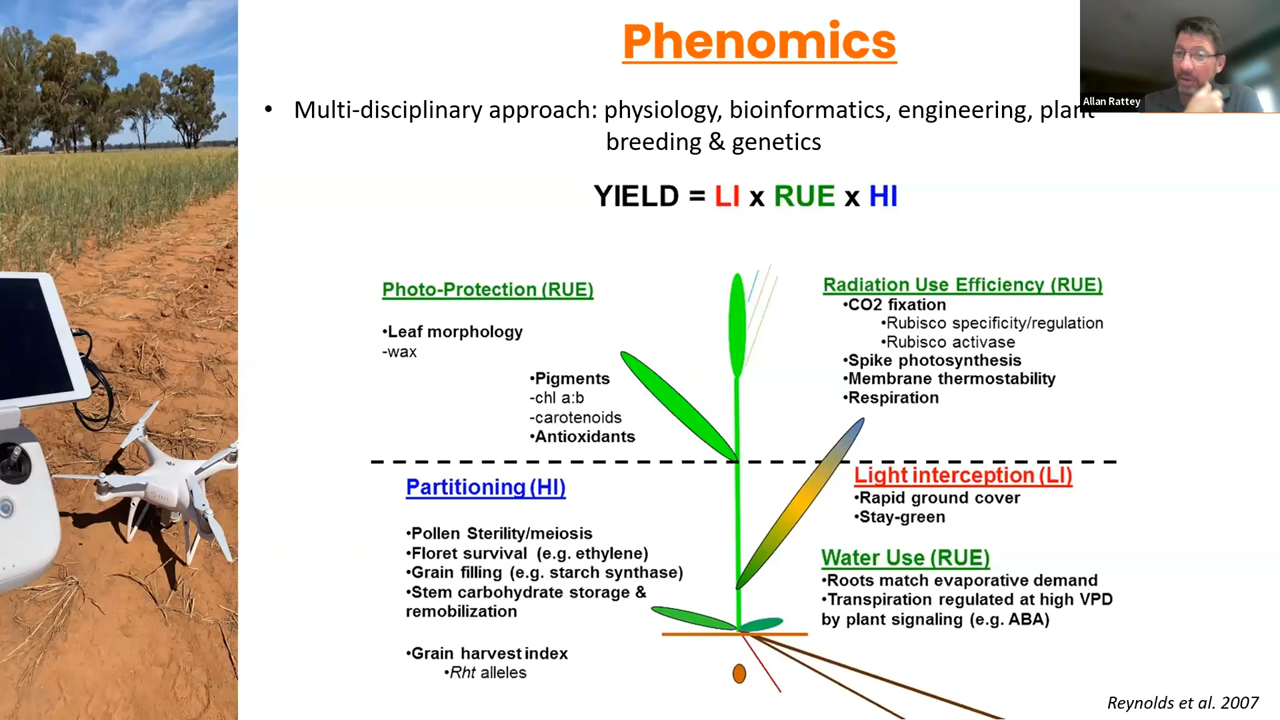 Phenomics
Allan Rattey
• Multi-disciplinary approach: physiology, bioinformatics, engineering, plant
breeding & genetics
YIELD = LI x RUE x HI
Photo-Protection (RUE)
•Leaf morphology
-wax
•Pigments
-chl a:b
-carotenoids
•Antioxidants
Radiation Use Efficiency (RUE)
•CO2 fixation
•Rubisco specificity/regulation
•Rubisco activase
•Spike photosynthesis
•Membrane thermostability
•Respiration
Partitioning (HI)
•Pollen Sterility/meiosis
•Floret survival (e.g. ethylene)
•Grain filling (e.g. starch synthase)
•Stem carbohydrate storage &
remobilization
•Grain harvest index
•Rht alleles
Light interception (LI)
•Rapid ground cover
•Stay-green
Water Use (RUE)
•Roots match evaporative demand
•Transpiration regulated at high VPD
by plant signaling (e.g. ABA)
Reynolds et al. 2007